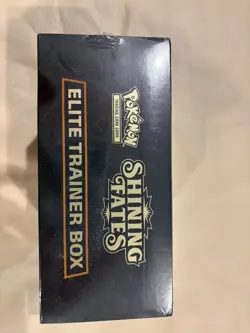 POKÉMON
TRADING CARD GAME
SHINING
FATES
ELITE TRAINER BOX